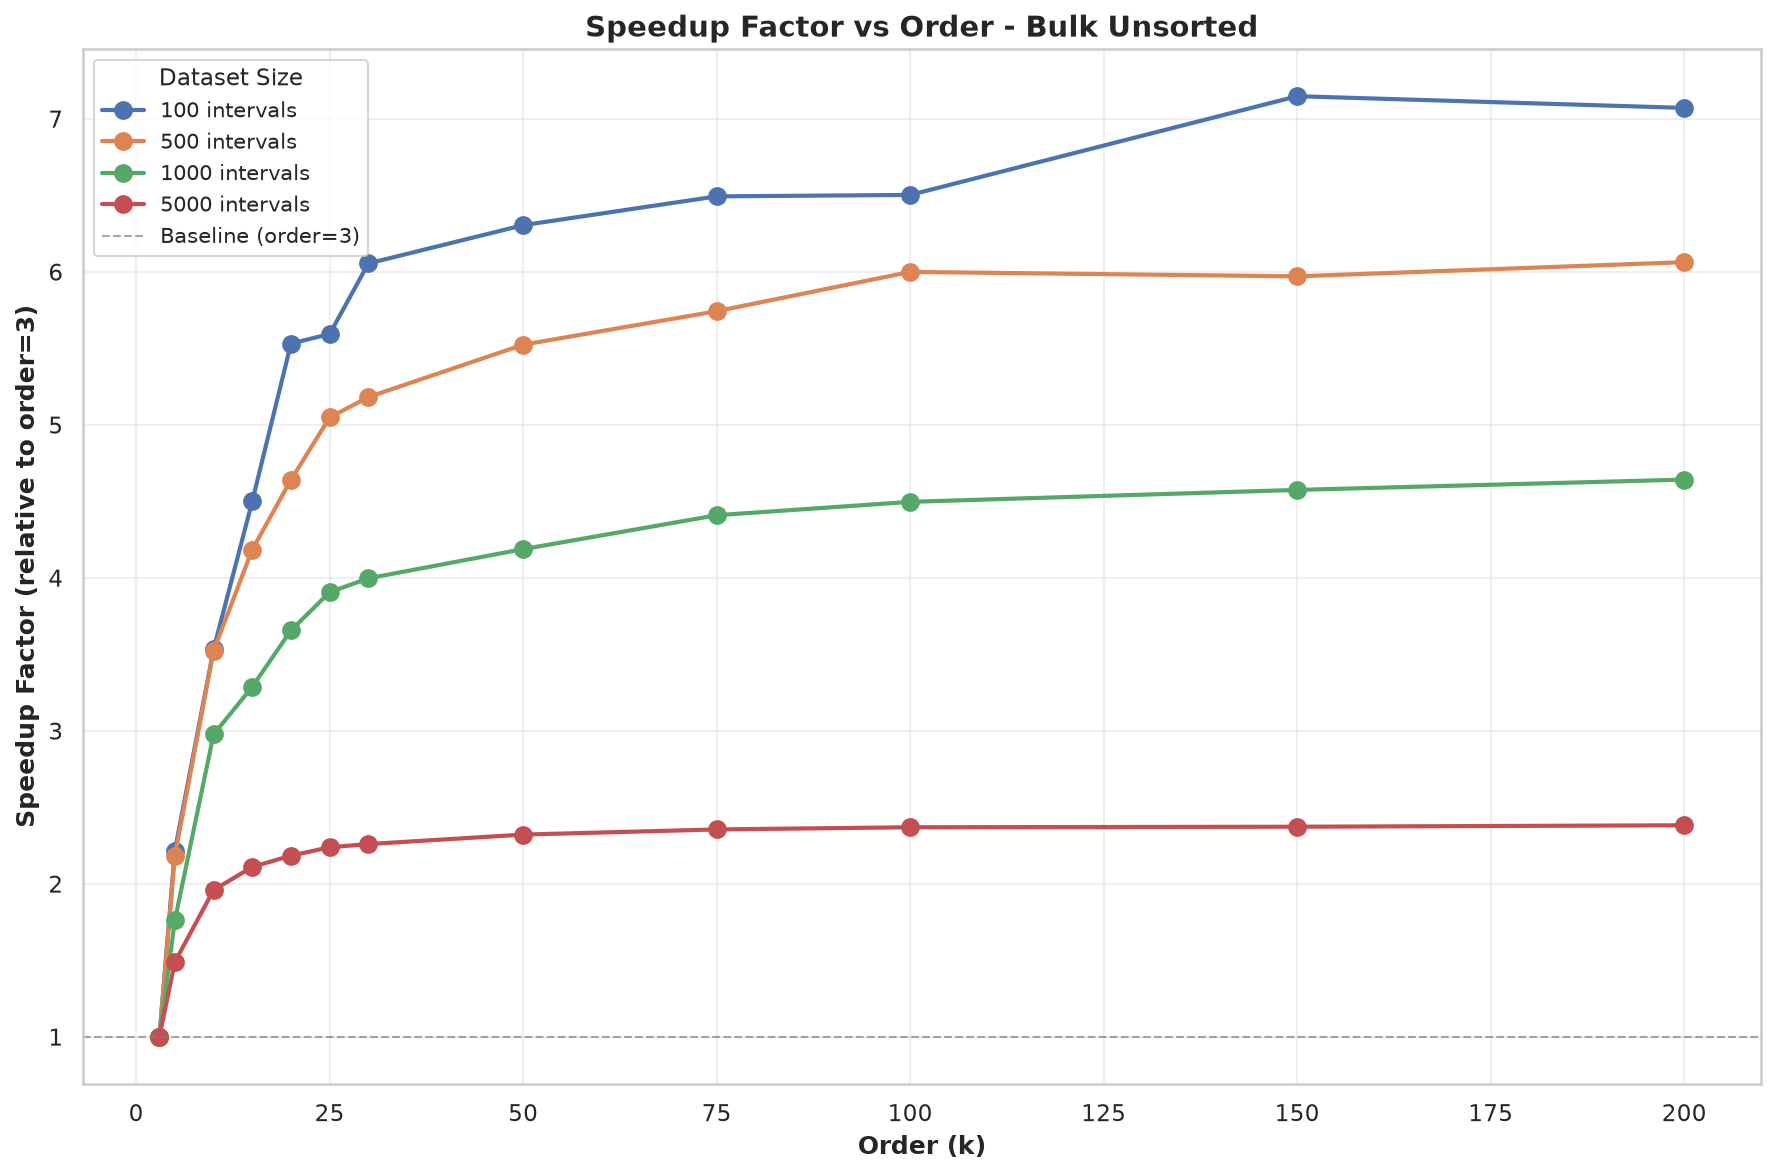 Speedup Factor vs Order - Bulk Unsorted
Dataset Size
100 intervals
500 intervals
1000 intervals
5000 intervals
Baseline (order=3)
Speedup Factor (relative to order=3)
7
6
5
4
3
2
1
0 25 50 75 100 125 150 175 200
Order (k)